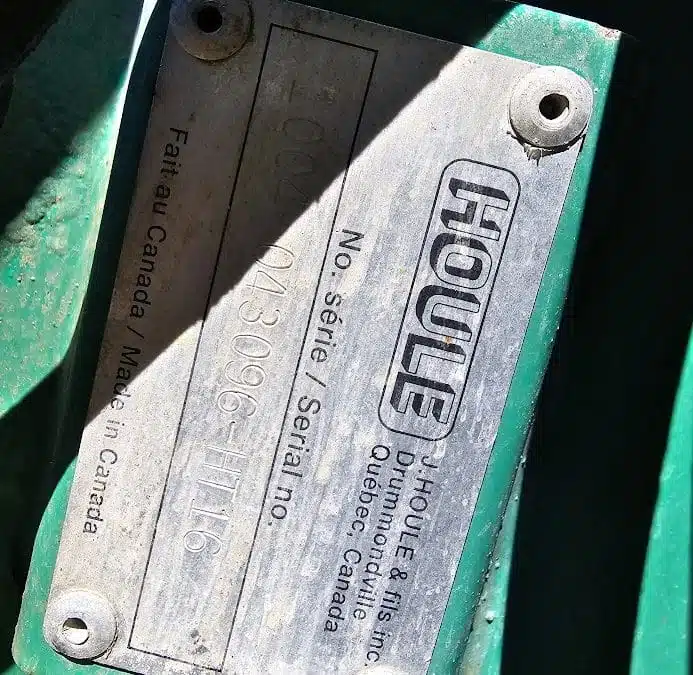 HOULE
J. HOULE & fils inc.
Drummondville
Québec, Canada
No. série / Serial no.
043096-HT16
Fait au Canada / Made in Canada